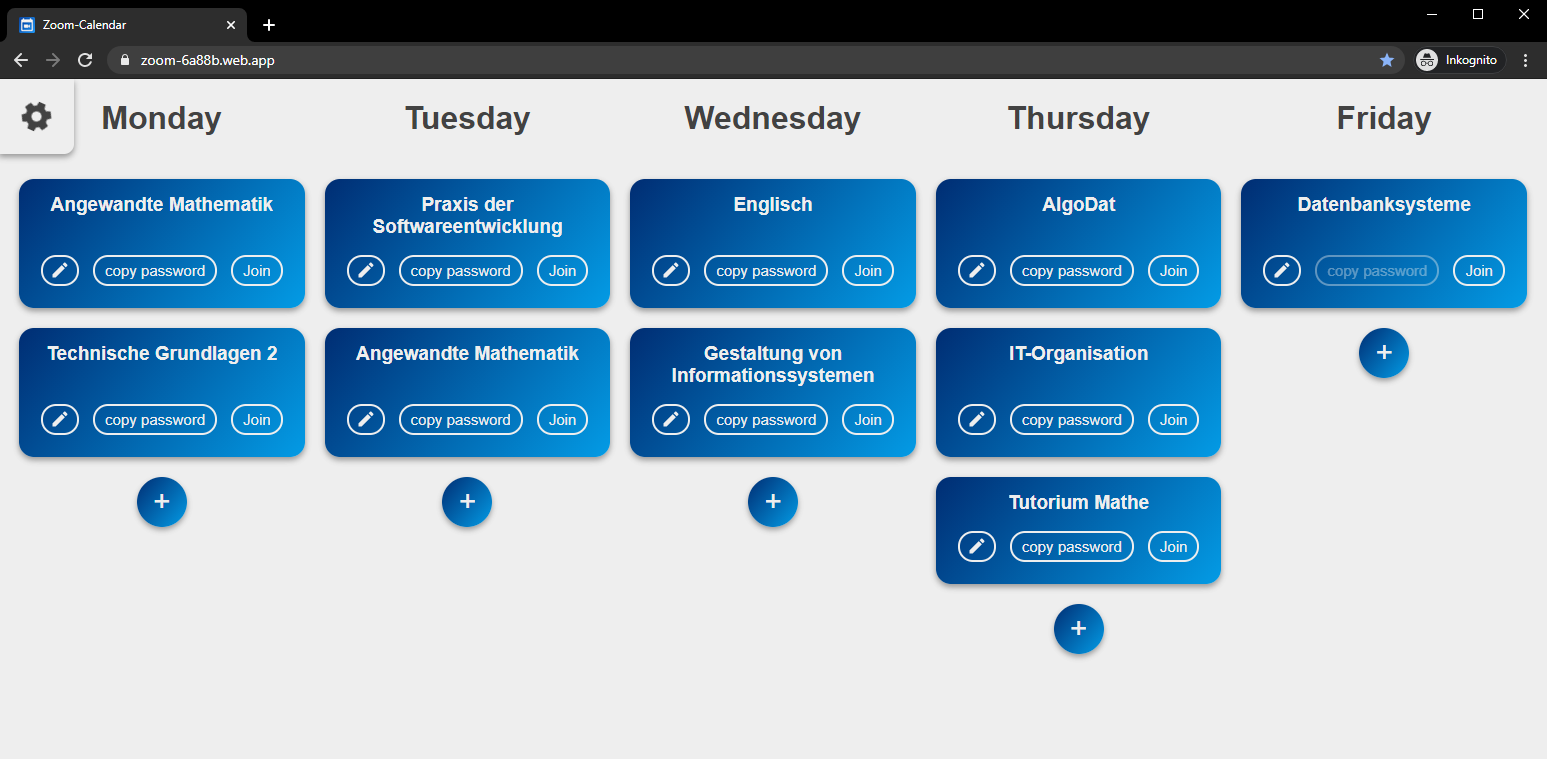 Zoom-Calendar
zoom-6a88b.web.app
Inkognito
Monday
Tuesday
Wednesday
Thursday
Friday
Angewandte Mathematik
copy password
Join
Praxis der
Softwareentwicklung
copy password
Join
Englisch
copy password
Join
AlgoDat
copy password
Join
Datenbanksysteme
copy password
Join
Technische Grundlagen 2
copy password
Join
Angewandte Mathematik
copy password
Join
Gestaltung von
Informationssystemen
copy password
Join
IT-Organisation
copy password
Join
+
+
+
+
Tutorium Mathe
copy password
Join
+